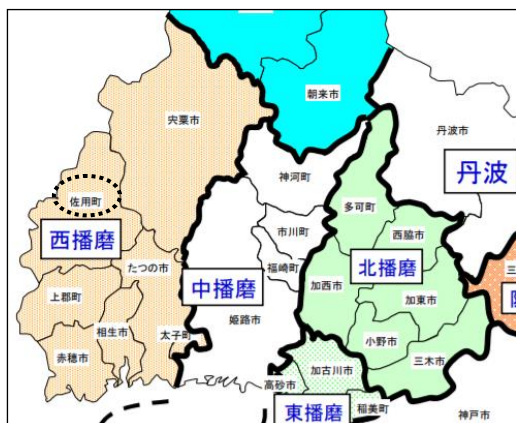 朝来市
宍粟市
丹波市
丹波
神河町
佐用町
多可町
市川町
西脇市
西播磨
たつの市
福崎町
北播磨
中播磨
加西市
上郡町
加東市
姫路市
相生市
太子町
小野市
赤穂市
三木市
高砂市
加古川市
東播磨
稲美町
神戸市